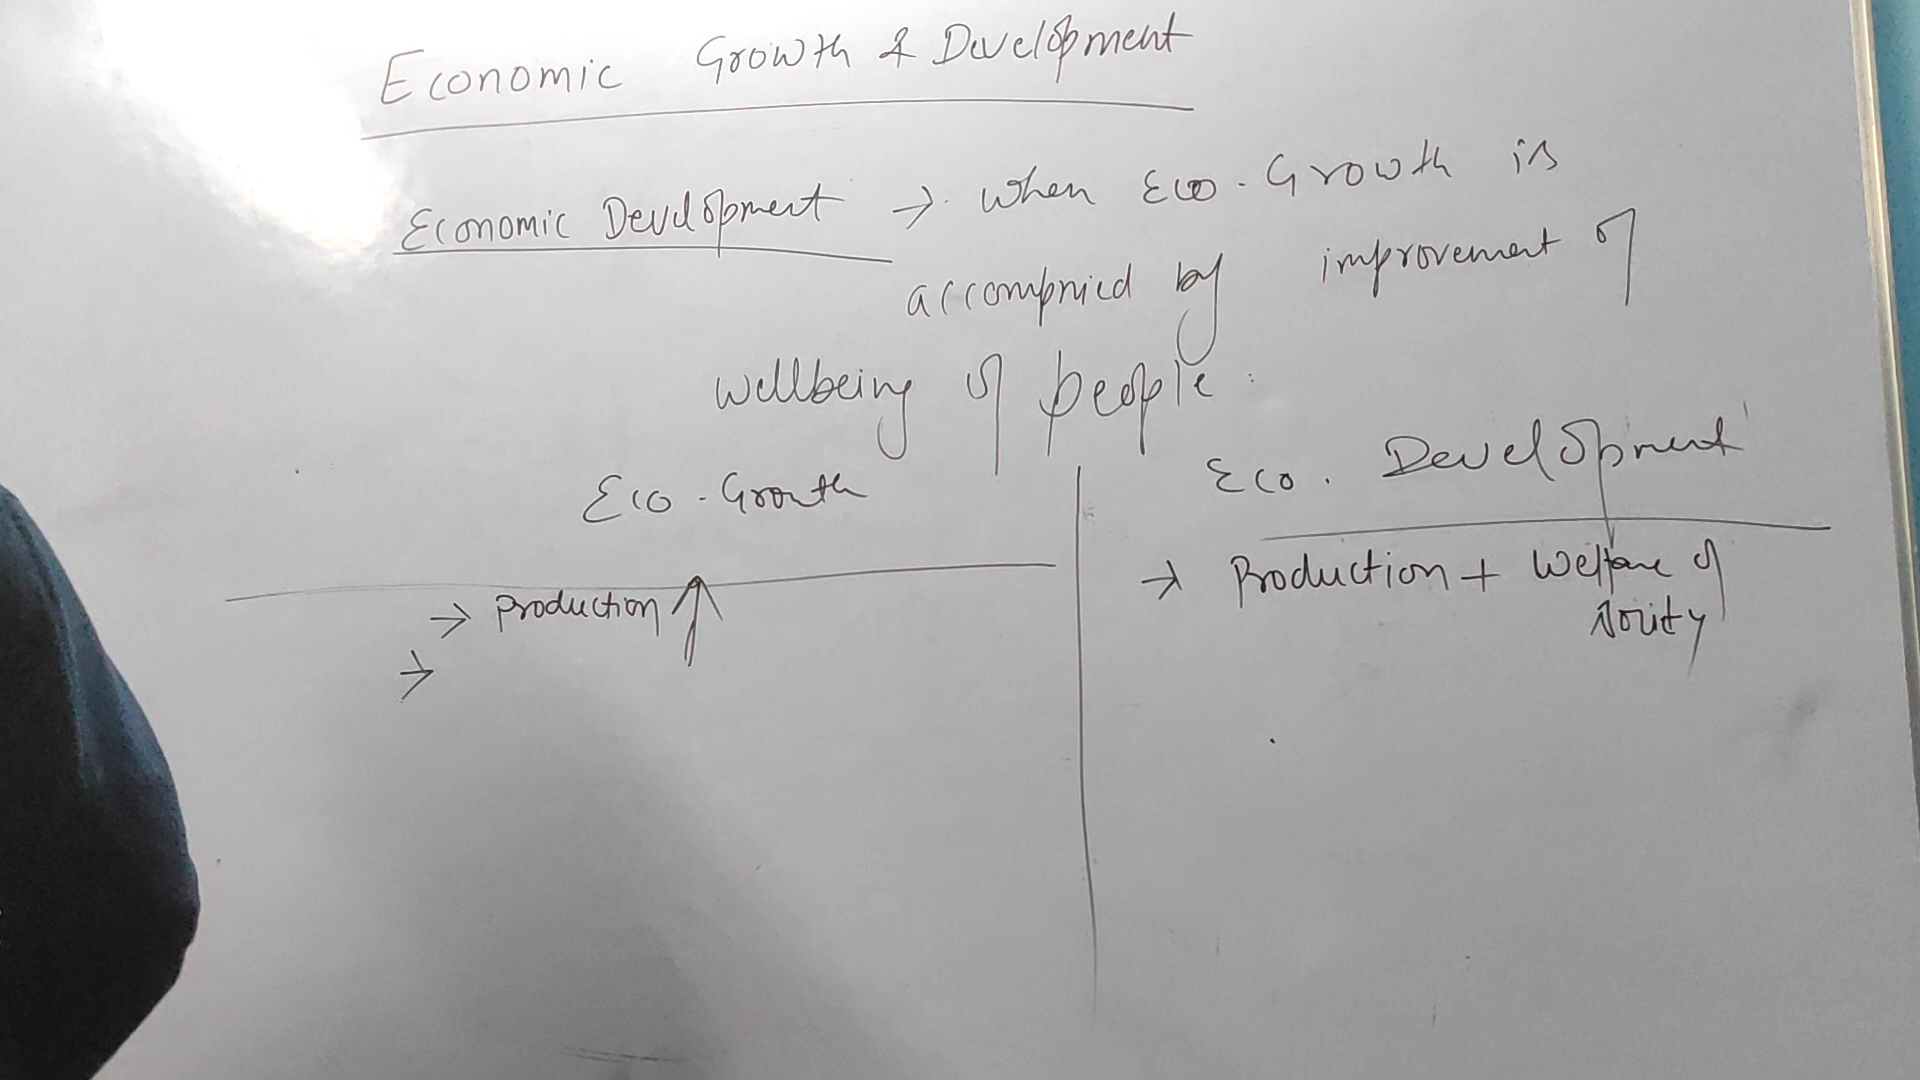 Economic Growth & Development
Economic Development → When Eco. Growth is
accompnied by improvement of
wellbeing of people.
Eco. Growth
Eco. Development
→ Production ↑
→ Production + Welfare of
→